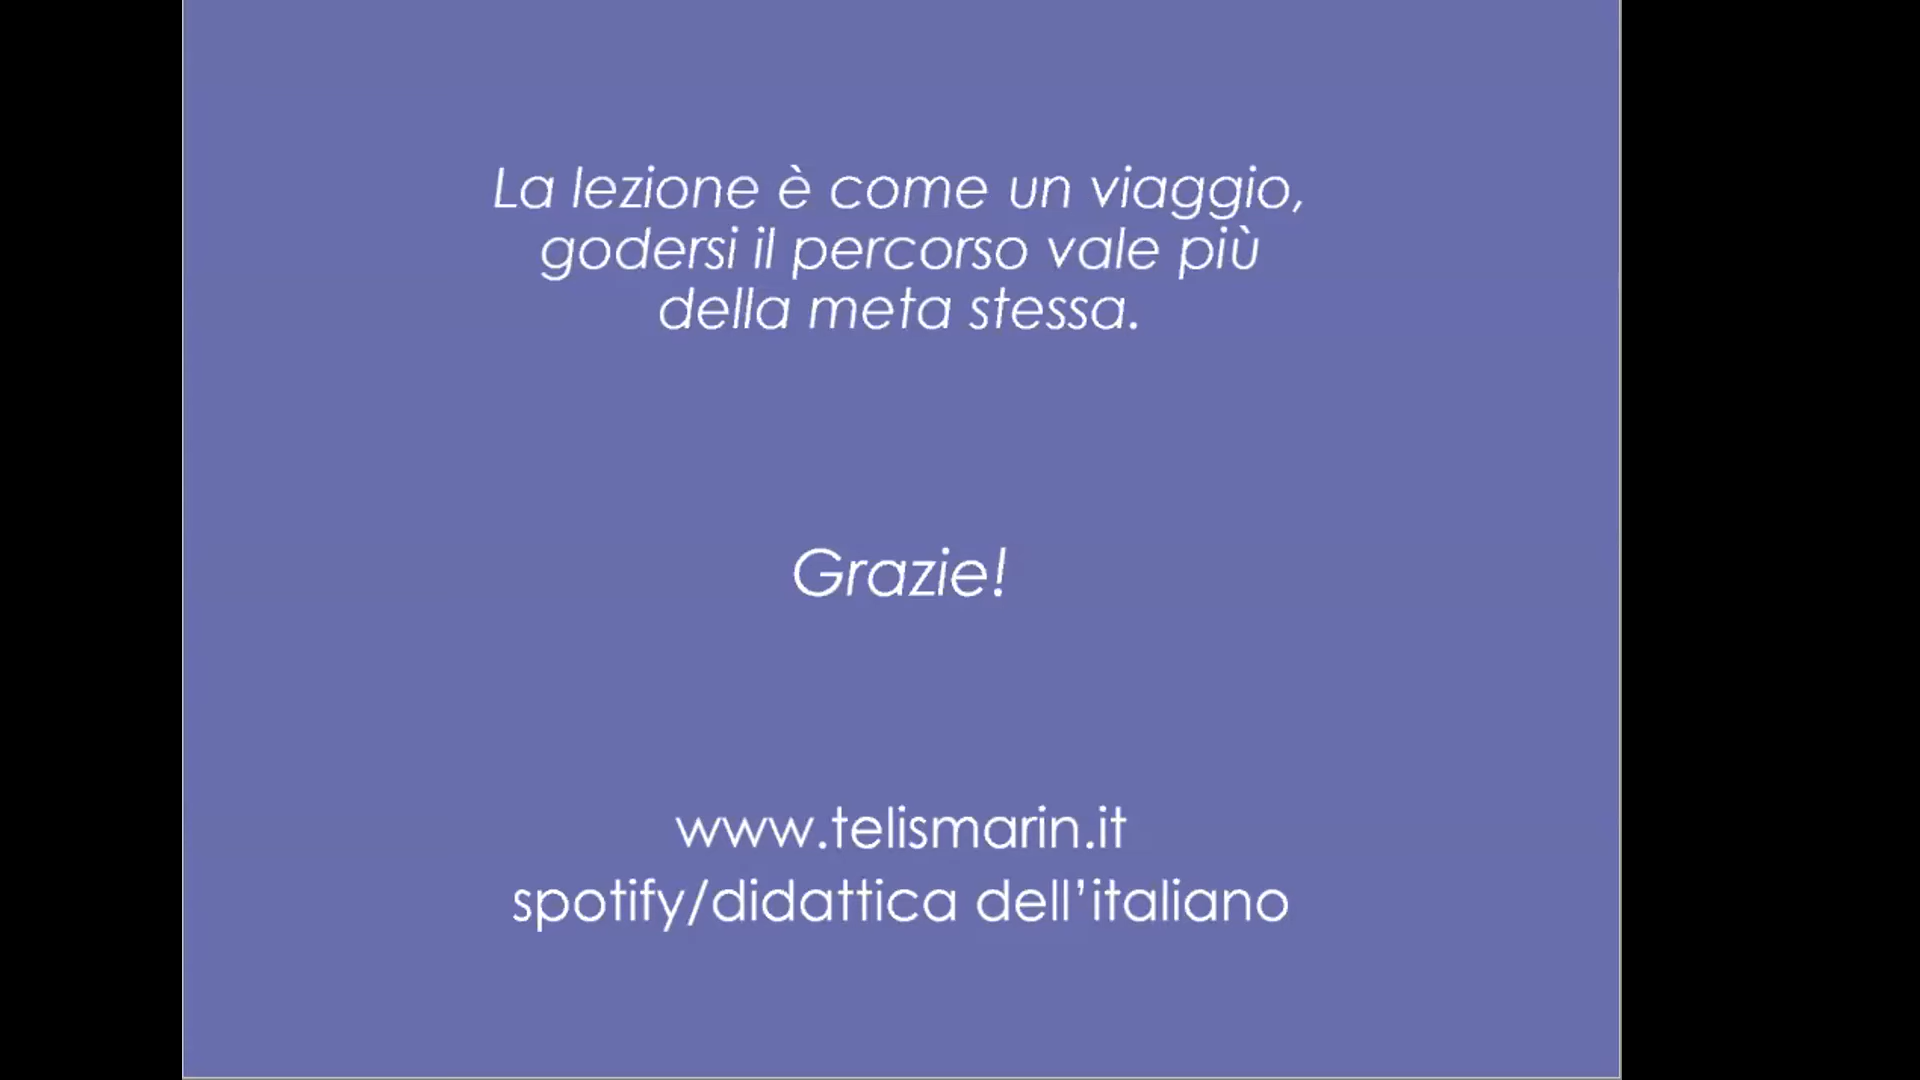 La lezione è come un viaggio,
godersi il percorso vale più
della meta stessa.
Grazie!
www.telismarin.it
spotify/didattica dell’italiano